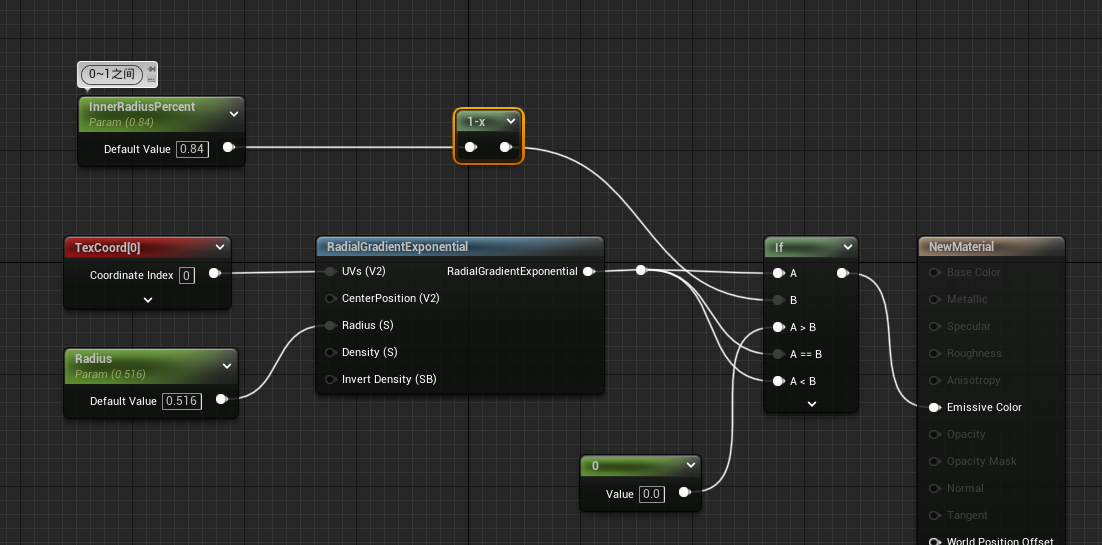 0~1之间
InnerRadiusPercent
Param (0.84)
Default Value 0.84
1-x
TexCoord[0]
Coordinate Index 0
Radius
Param (0.516)
Default Value 0.516
RadialGradientExponential
UVs (V2) RadialGradientExponential
CenterPosition (V2)
Radius (S)
Density (S)
Invert Density (SB)
0
Value 0.0
If
A
B
A > B
A == B
A < B
NewMaterial
Base Color
Metallic
Specular
Roughness
Anisotropy
Emissive Color
Opacity
Opacity Mask
Normal
Tangent
World Position Offset